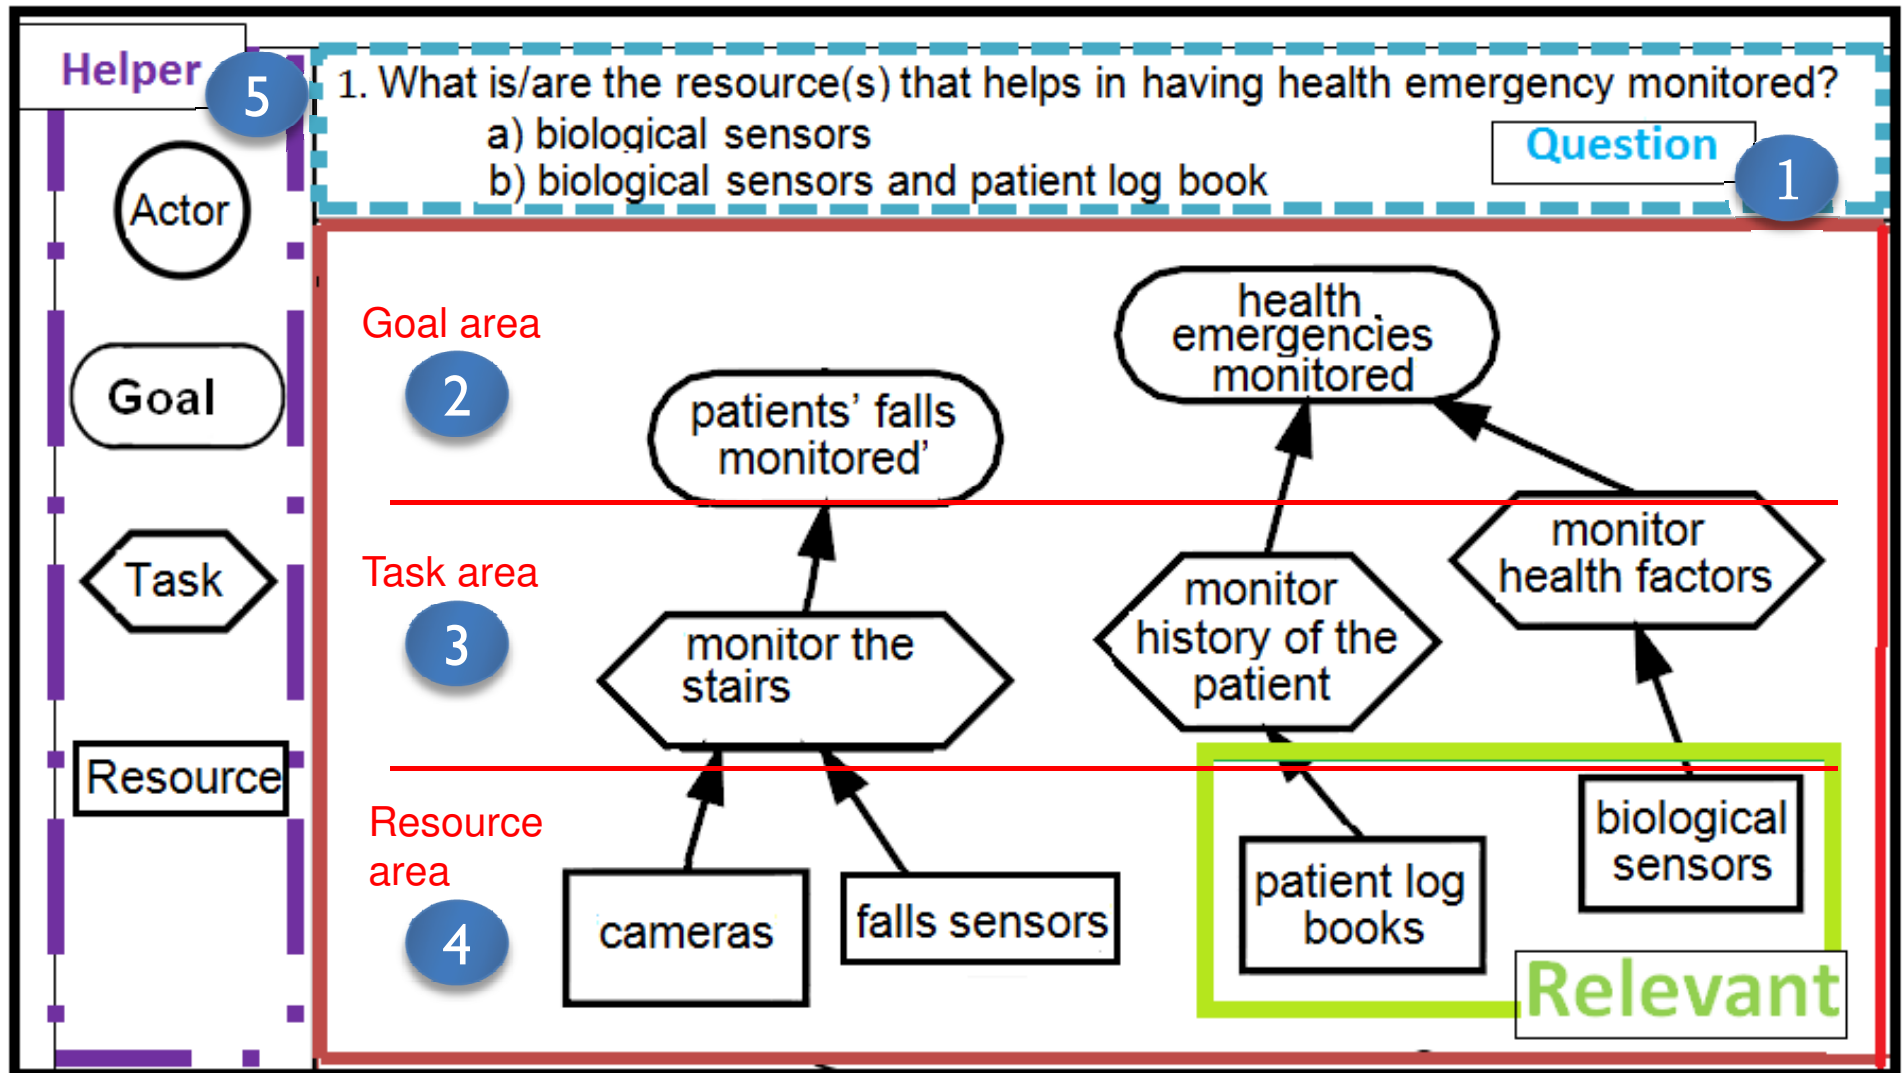 Helper
5
1. What is/are the resource(s) that helps in having health emergency monitored?
a) biological sensors
b) biological sensors and patient log book
Question
1
Actor
Goal
Task
Resource
Goal area
2
patients’ falls
monitored’
health
emergencies
monitored
Task area
3
monitor the
stairs
monitor
history of the
patient
monitor
health factors
Resource
area
4
cameras
falls sensors
patient log
books
biological
sensors
Relevant